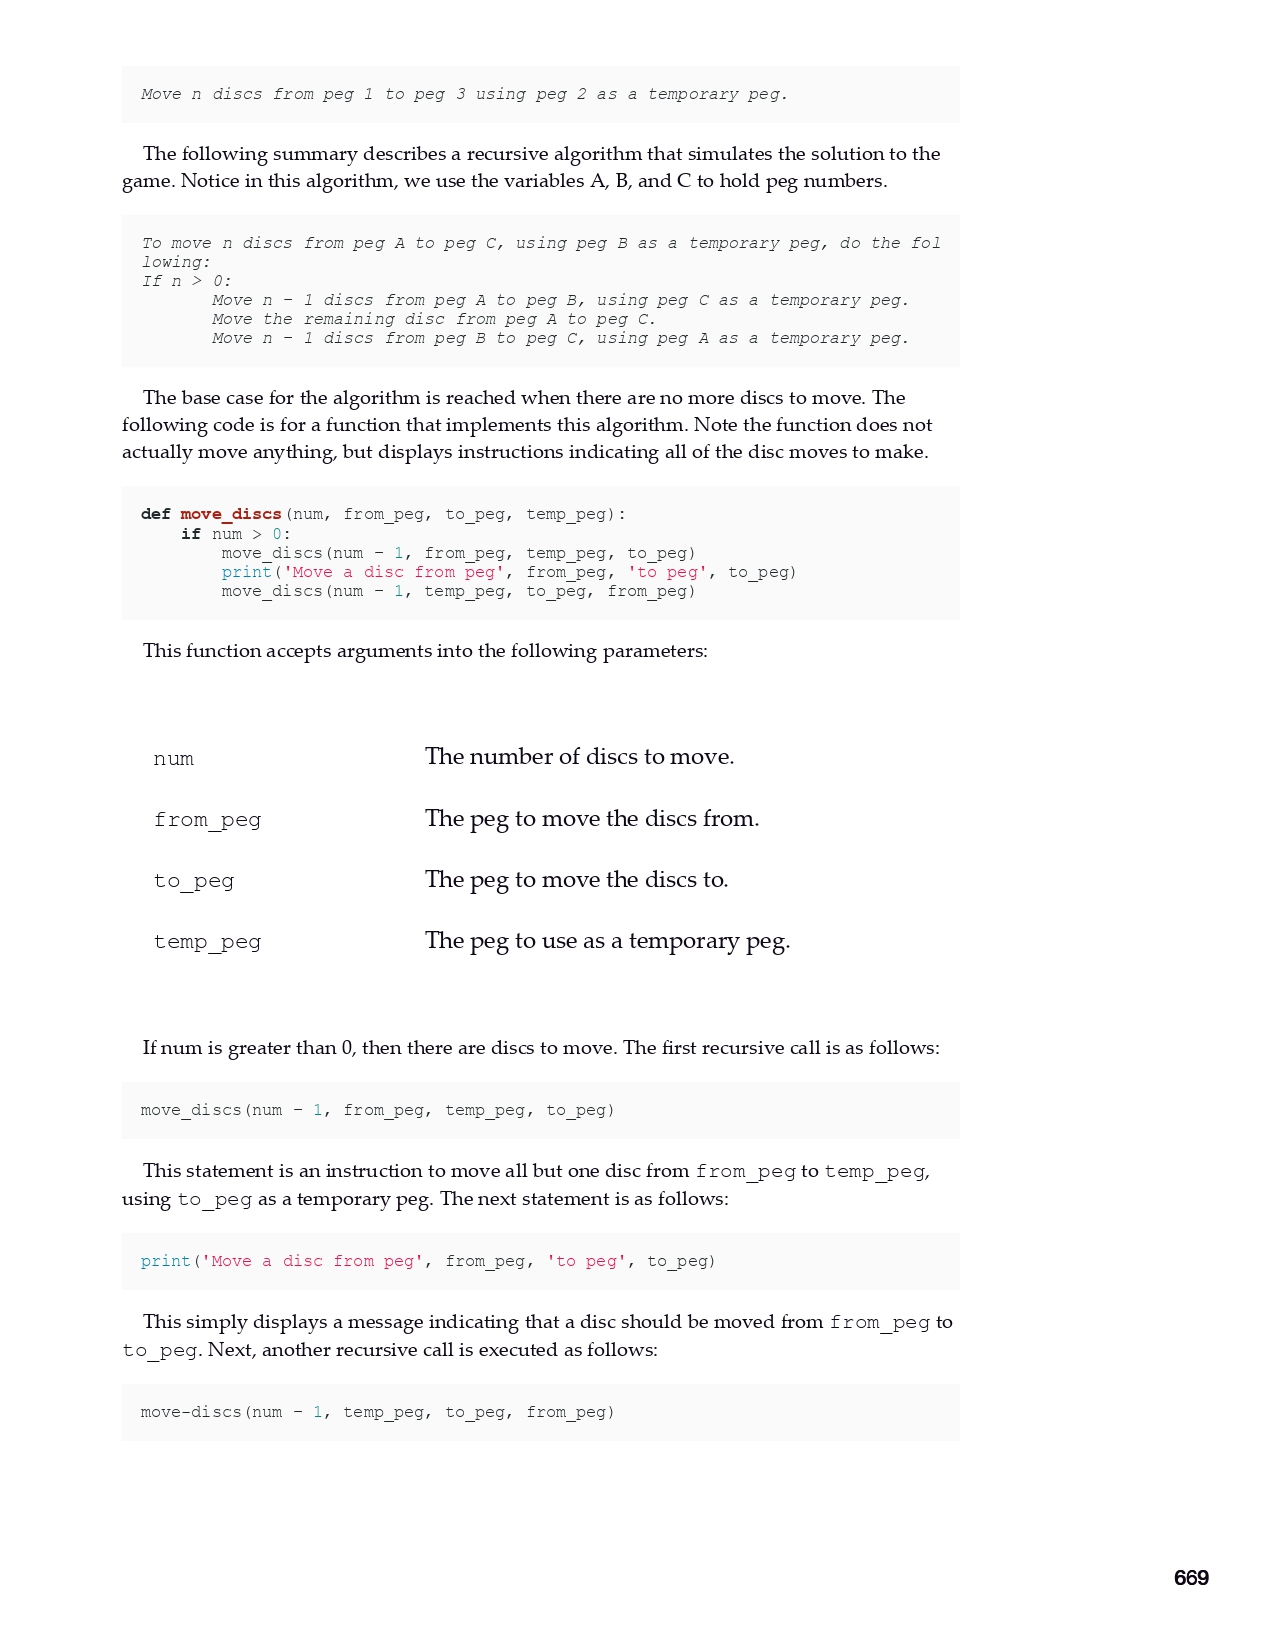 Move n discs from peg 1 to peg 3 using peg 2 as a temporary peg.
The following summary describes a recursive algorithm that simulates the solution to the
game. Notice in this algorithm, we use the variables A, B, and C to hold peg numbers.
To move n discs from peg A to peg C, using peg B as a temporary peg, do the fol
lowing:
If n > 0:
       Move n − 1 discs from peg A to peg B, using peg C as a temporary peg.
       Move the remaining disc from peg A to peg C.
       Move n − 1 discs from peg B to peg C, using peg A as a temporary peg.
The base case for the algorithm is reached when there are no more discs to move. The
following code is for a function that implements this algorithm. Note the function does not
actually move anything, but displays instructions indicating all of the disc moves to make.
def move_discs(num, from_peg, to_peg, temp_peg):
    if num > 0:
        move_discs(num − 1, from_peg, temp_peg, to_peg)
        print('Move a disc from peg', from_peg, 'to peg', to_peg)
        move_discs(num − 1, temp_peg, to_peg, from_peg)
This function accepts arguments into the following parameters:
num The number of discs to move.
from_peg The peg to move the discs from.
to_peg The peg to move the discs to.
temp_peg The peg to use as a temporary peg.
If num is greater than 0, then there are discs to move. The first recursive call is as follows:
move_discs(num − 1, from_peg, temp_peg, to_peg)
This statement is an instruction to move all but one disc from from_peg to temp_peg,
using to_peg as a temporary peg. The next statement is as follows:
print('Move a disc from peg', from_peg, 'to peg', to_peg)
This simply displays a message indicating that a disc should be moved from from_peg to
to_peg. Next, another recursive call is executed as follows:
move-discs(num − 1, temp_peg, to_peg, from_peg)
669